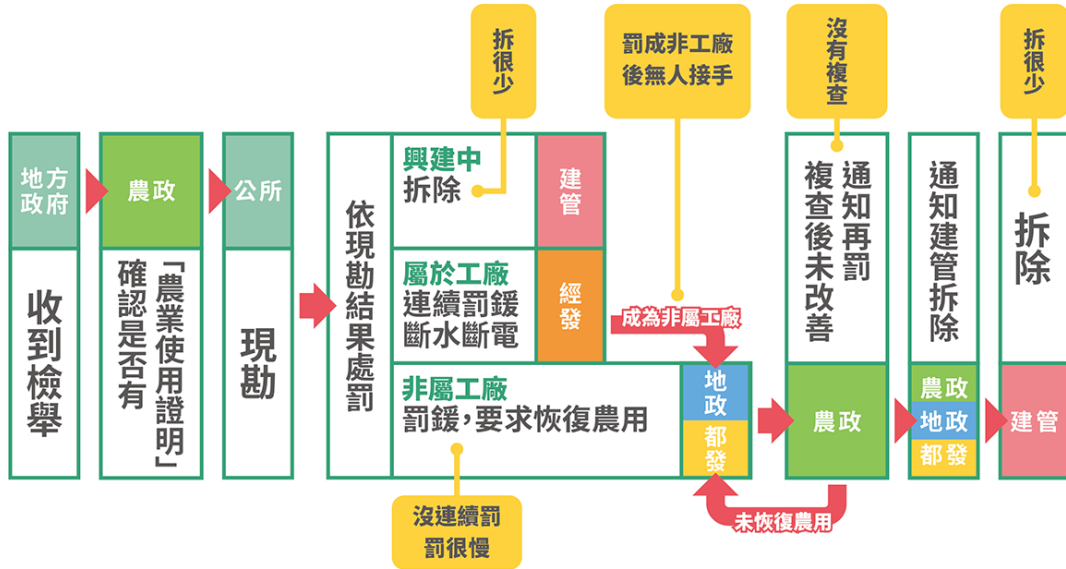 拆很少
罰成非工廠
後無人接手
沒有複查
拆很少
地方
政府
收到檢舉
農政
確認是否有
「農業使用證明」
公所
現勘
依現勘結果處罰
興建中
拆除
建管
屬於工廠
連續罰鍰
斷水斷電
經發
成為非屬工廠
非屬工廠
罰鍰，要求恢復農用
地政
都發
沒連續罰
罰很慢
通知再罰
複查後未改善
農政
未恢復農用
通知建管拆除
農政
地政
都發
拆除
建管